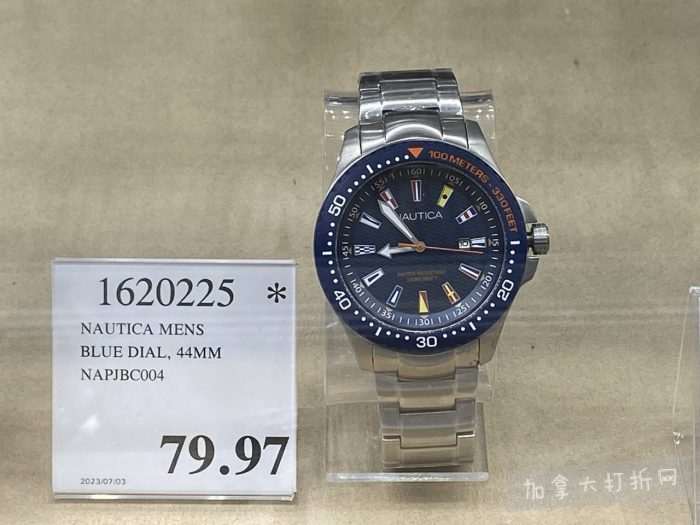 1620225 *
NAUTICA MENS
BLUE DIAL, 44MM
NAPJBC004
79.97
2023/07/03
100 METERS · 330 FEET
20
30
40
50
NAUTICA
加拿大打折网